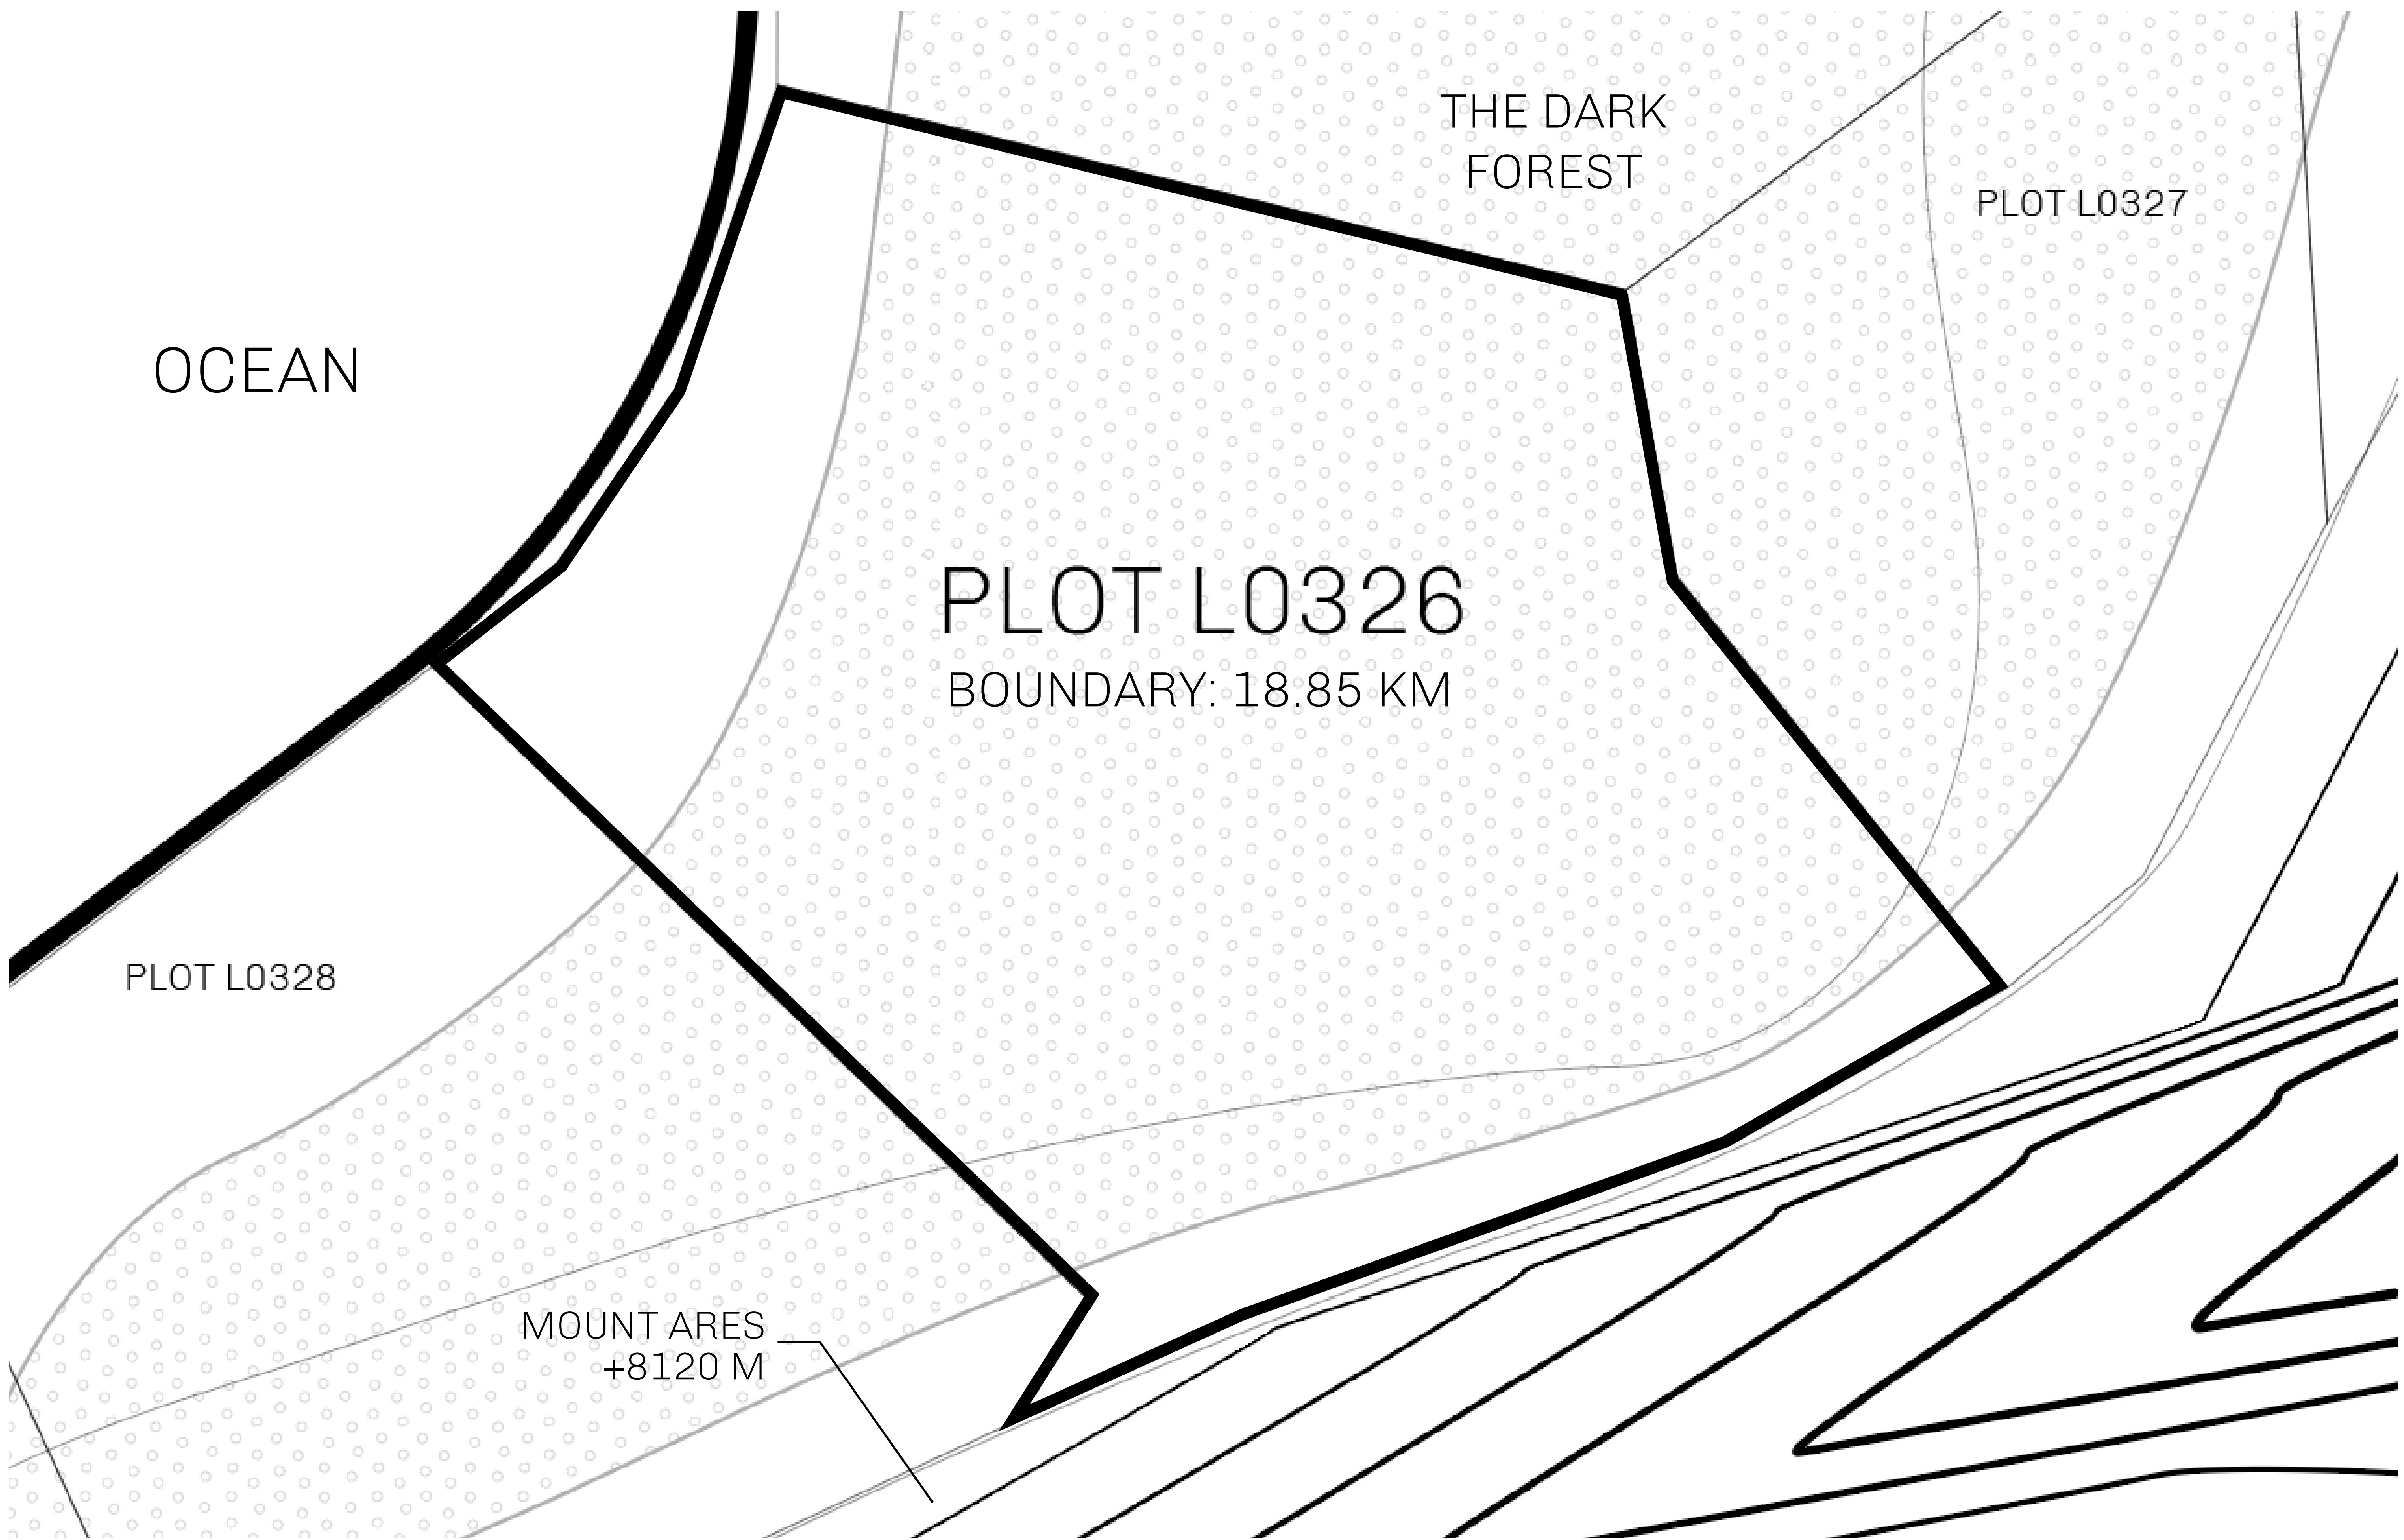 THE DARK
FOREST
PLOT L0327
OCEAN
PLOT L0326
BOUNDARY: 18.85 KM
PLOT L0328
MOUNT ARES
+8120 M